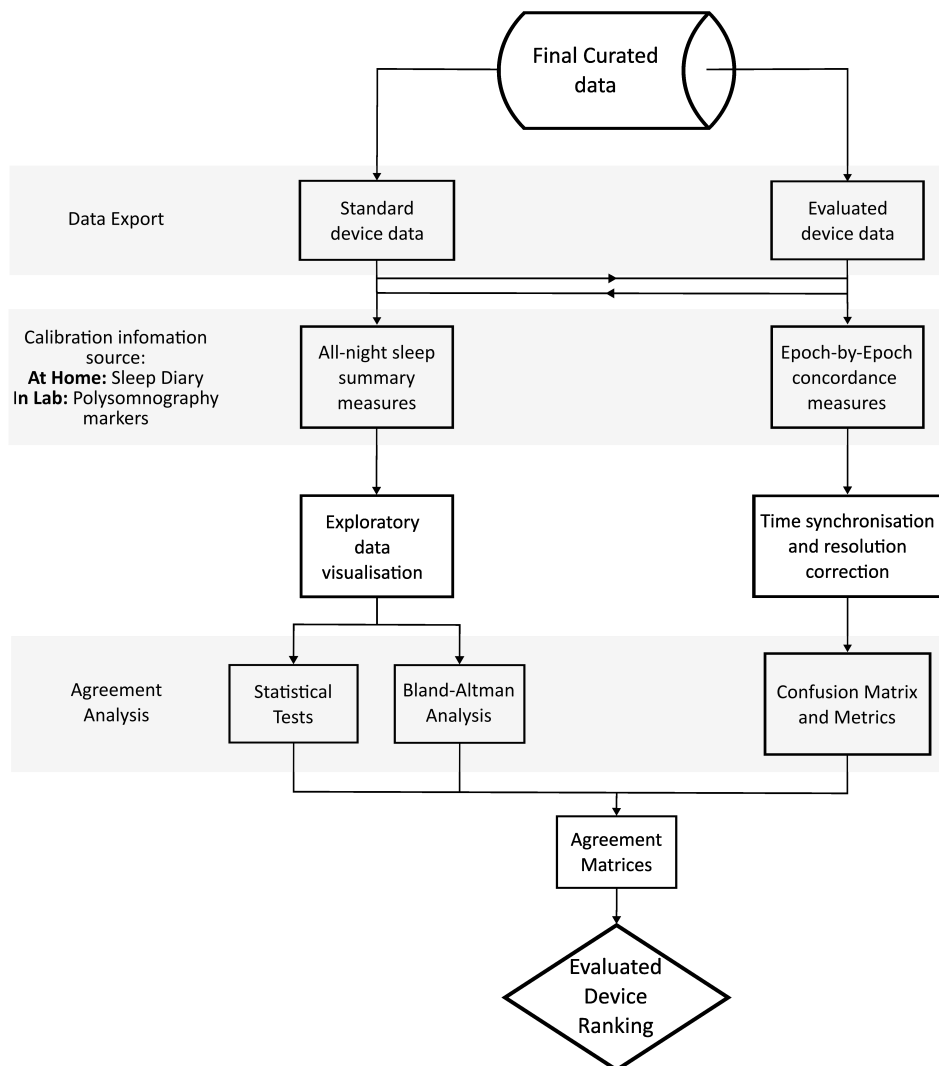 Final Curated
data
Data Export
Standard
device data
Evaluated
device data
Calibration infomation
source:
At Home: Sleep Diary
In Lab: Polysomnography
markers
All-night sleep
summary
measures
Epoch-by-Epoch
concordance
measures
Exploratory
data
visualisation
Time synchronisation
and resolution
correction
Agreement
Analysis
Statistical
Tests
Bland-Altman
Analysis
Confusion Matrix
and Metrics
Agreement
Matrices
Evaluated
Device
Ranking